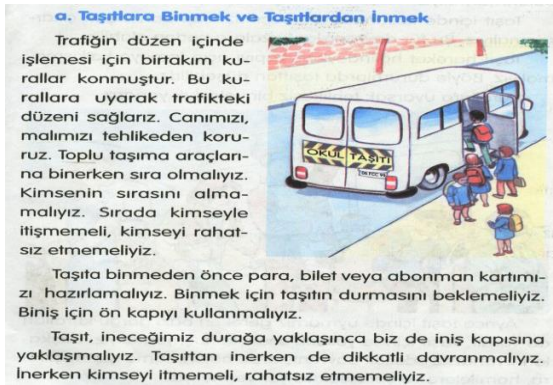 a. Taşıtlara Binmek ve Taşıtlardan İnmek
Trafiğin düzen içinde
işlemesi için birtakım ku-
rallar konmuştur. Bu ku-
rallara uyarak trafikteki
düzeni sağlarız. Canımızı,
malımızı tehlikeden koru-
ruz. Toplu taşıma araçları-
na binerken sıra olmalıyız.
Kimsenin sırasını alma-
malıyız. Sırada kimseyle
itişmemeli, kimseyi rahat-
sız etmemeliyiz.
OKUL TAŞITI
Taşıta binmeden önce para, bilet veya abonman kartımı-
zı hazırlamalıyız. Binmek için taşıtın durmasını beklemeliyiz.
Biniş için ön kapıyı kullanmalıyız.
Taşıt, ineceğimiz durağa yaklaşınca biz de iniş kapısına
yaklaşmalıyız. Taşıttan inerken de dikkatli davranmalıyız.
İnerken kimseyi itmemeli, rahatsız etmemeliyiz.